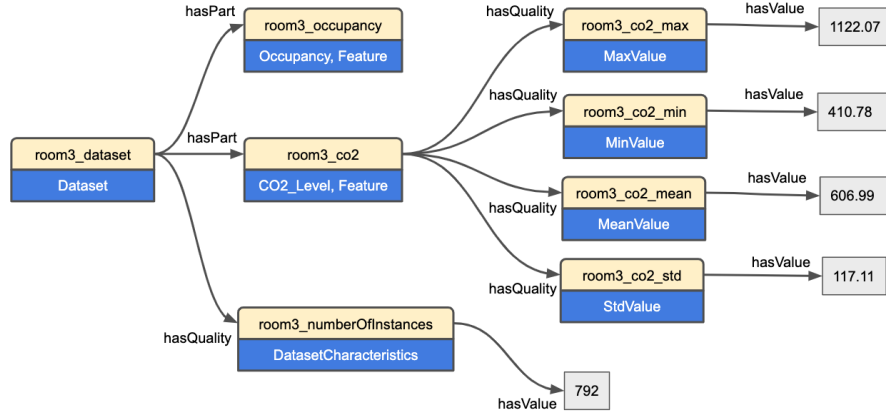 hasPart
room3_occupancy
Occupancy, Feature
hasQuality
room3_co2_max
MaxValue
hasValue
1122.07
hasQuality
room3_co2_min
MinValue
hasValue
410.78
room3_dataset
Dataset
hasPart
room3_co2
CO2_Level, Feature
room3_co2_mean
MeanValue
hasQuality
hasValue
606.99
room3_co2_std
StdValue
hasQuality
hasValue
117.11
hasQuality
room3_numberOfInstances
DatasetCharacteristics
hasValue
792